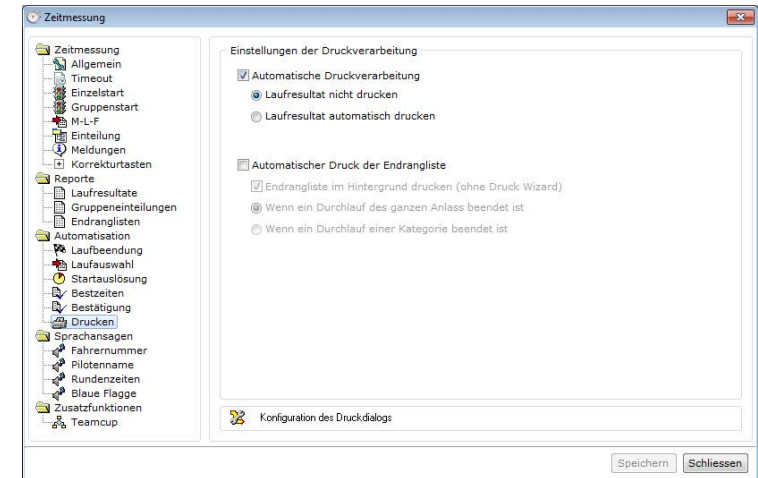 Zeitmessung
Zeitmessung
Allgemein
Timeout
Einzelstart
Gruppenstart
M-L-F
Einteilung
Meldungen
Korrekturtasten
Reporte
Laufresultate
Gruppeneinteilungen
Endranglisten
Automatisation
Laufbeendung
Laufauswahl
Startauslösung
Bestzeiten
Bestätigung
Drucken
Sprachansagen
Fahrernummer
Pilotenname
Rundenzeiten
Blaue Flagge
Zusatzfunktionen
Teamcup
Einstellungen der Druckverarbeitung
Automatische Druckverarbeitung
Laufresultat nicht drucken
Laufresultat automatisch drucken
Automatischer Druck der Endrangliste
Endrangliste im Hintergrund drucken (ohne Druck Wizard)
Wenn ein Durchlauf des ganzen Anlass beendet ist
Wenn ein Durchlauf einer Kategorie beendet ist
Konfiguration des Druckdialogs
Speichern
Schliessen